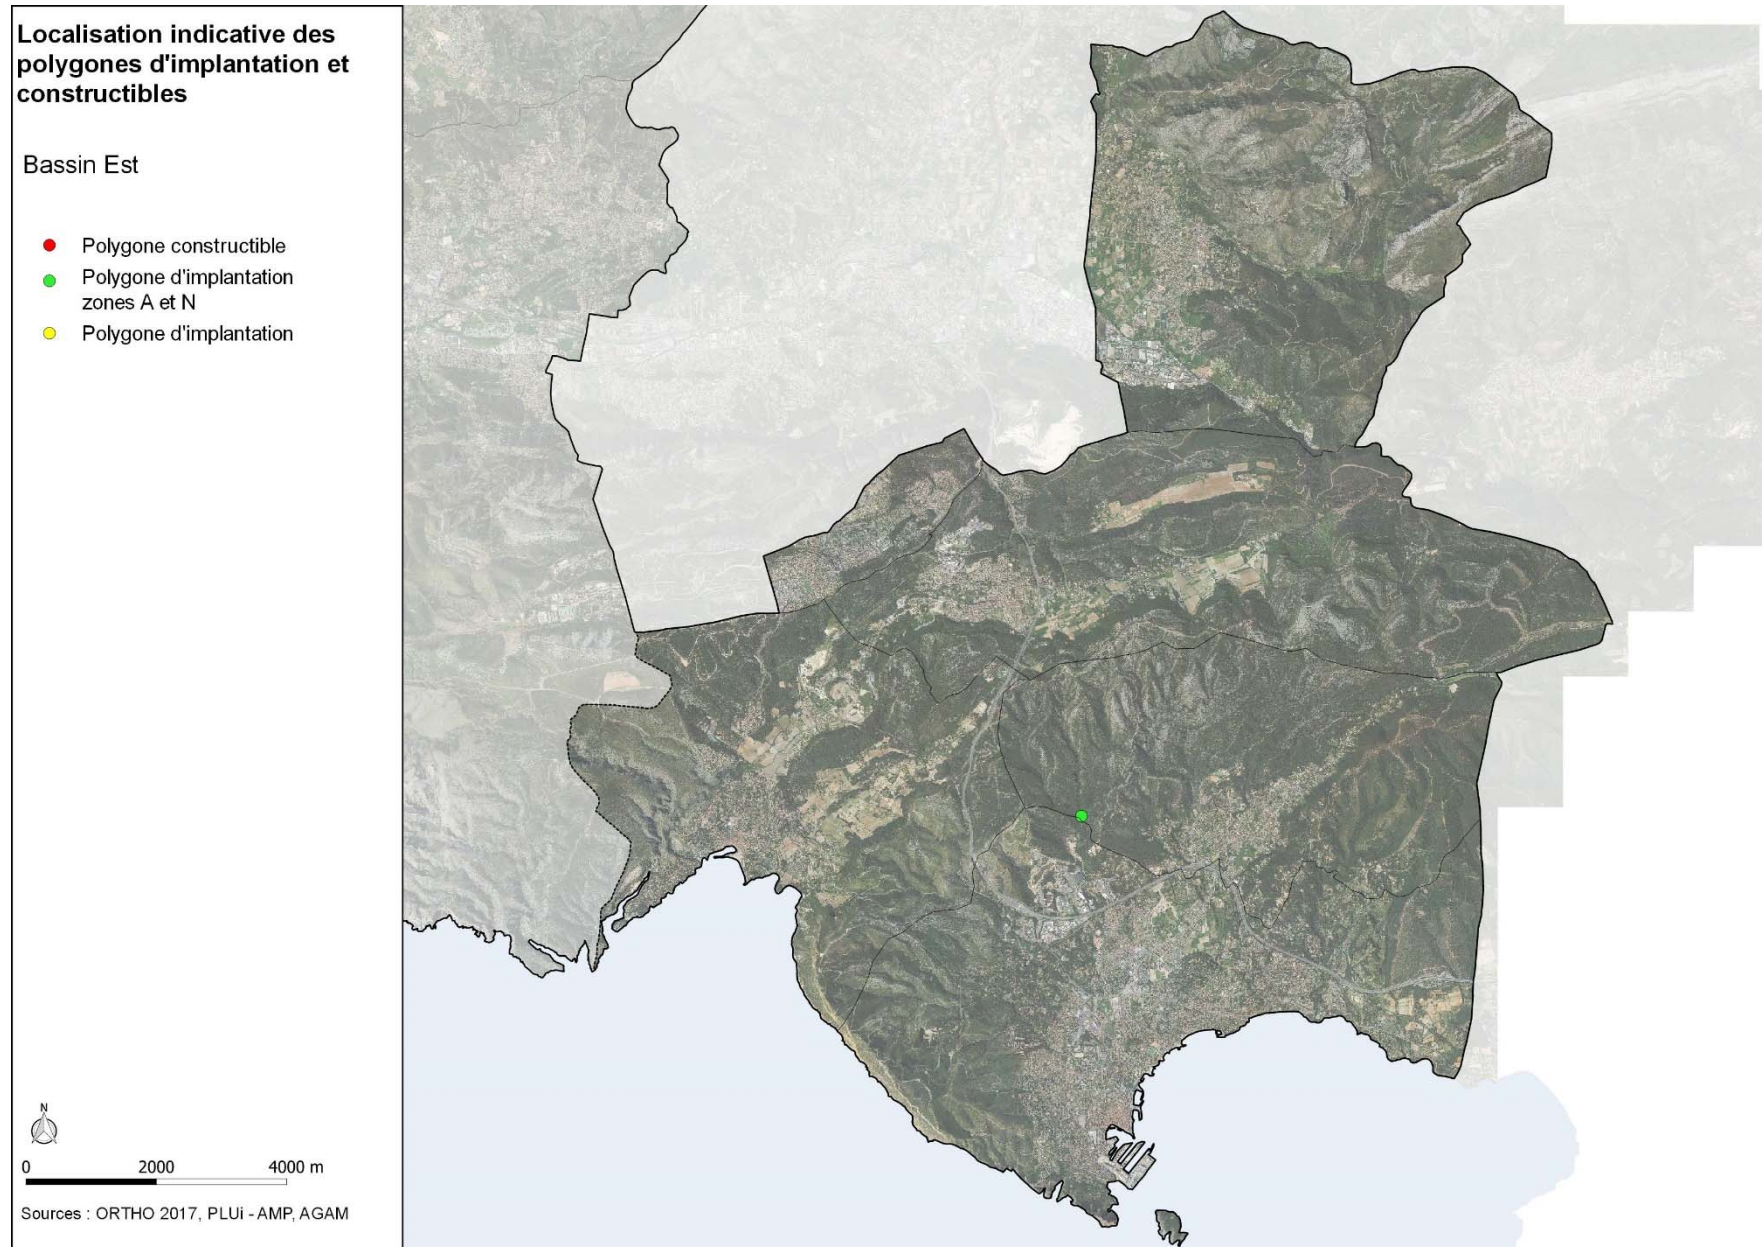 Localisation indicative des
polygones d'implantation et
constructibles
Bassin Est
Polygone constructible
Polygone d'implantation
zones A et N
Polygone d'implantation
N
0 2000 4000 m
Sources : ORTHO 2017, PLUi - AMP, AGAM